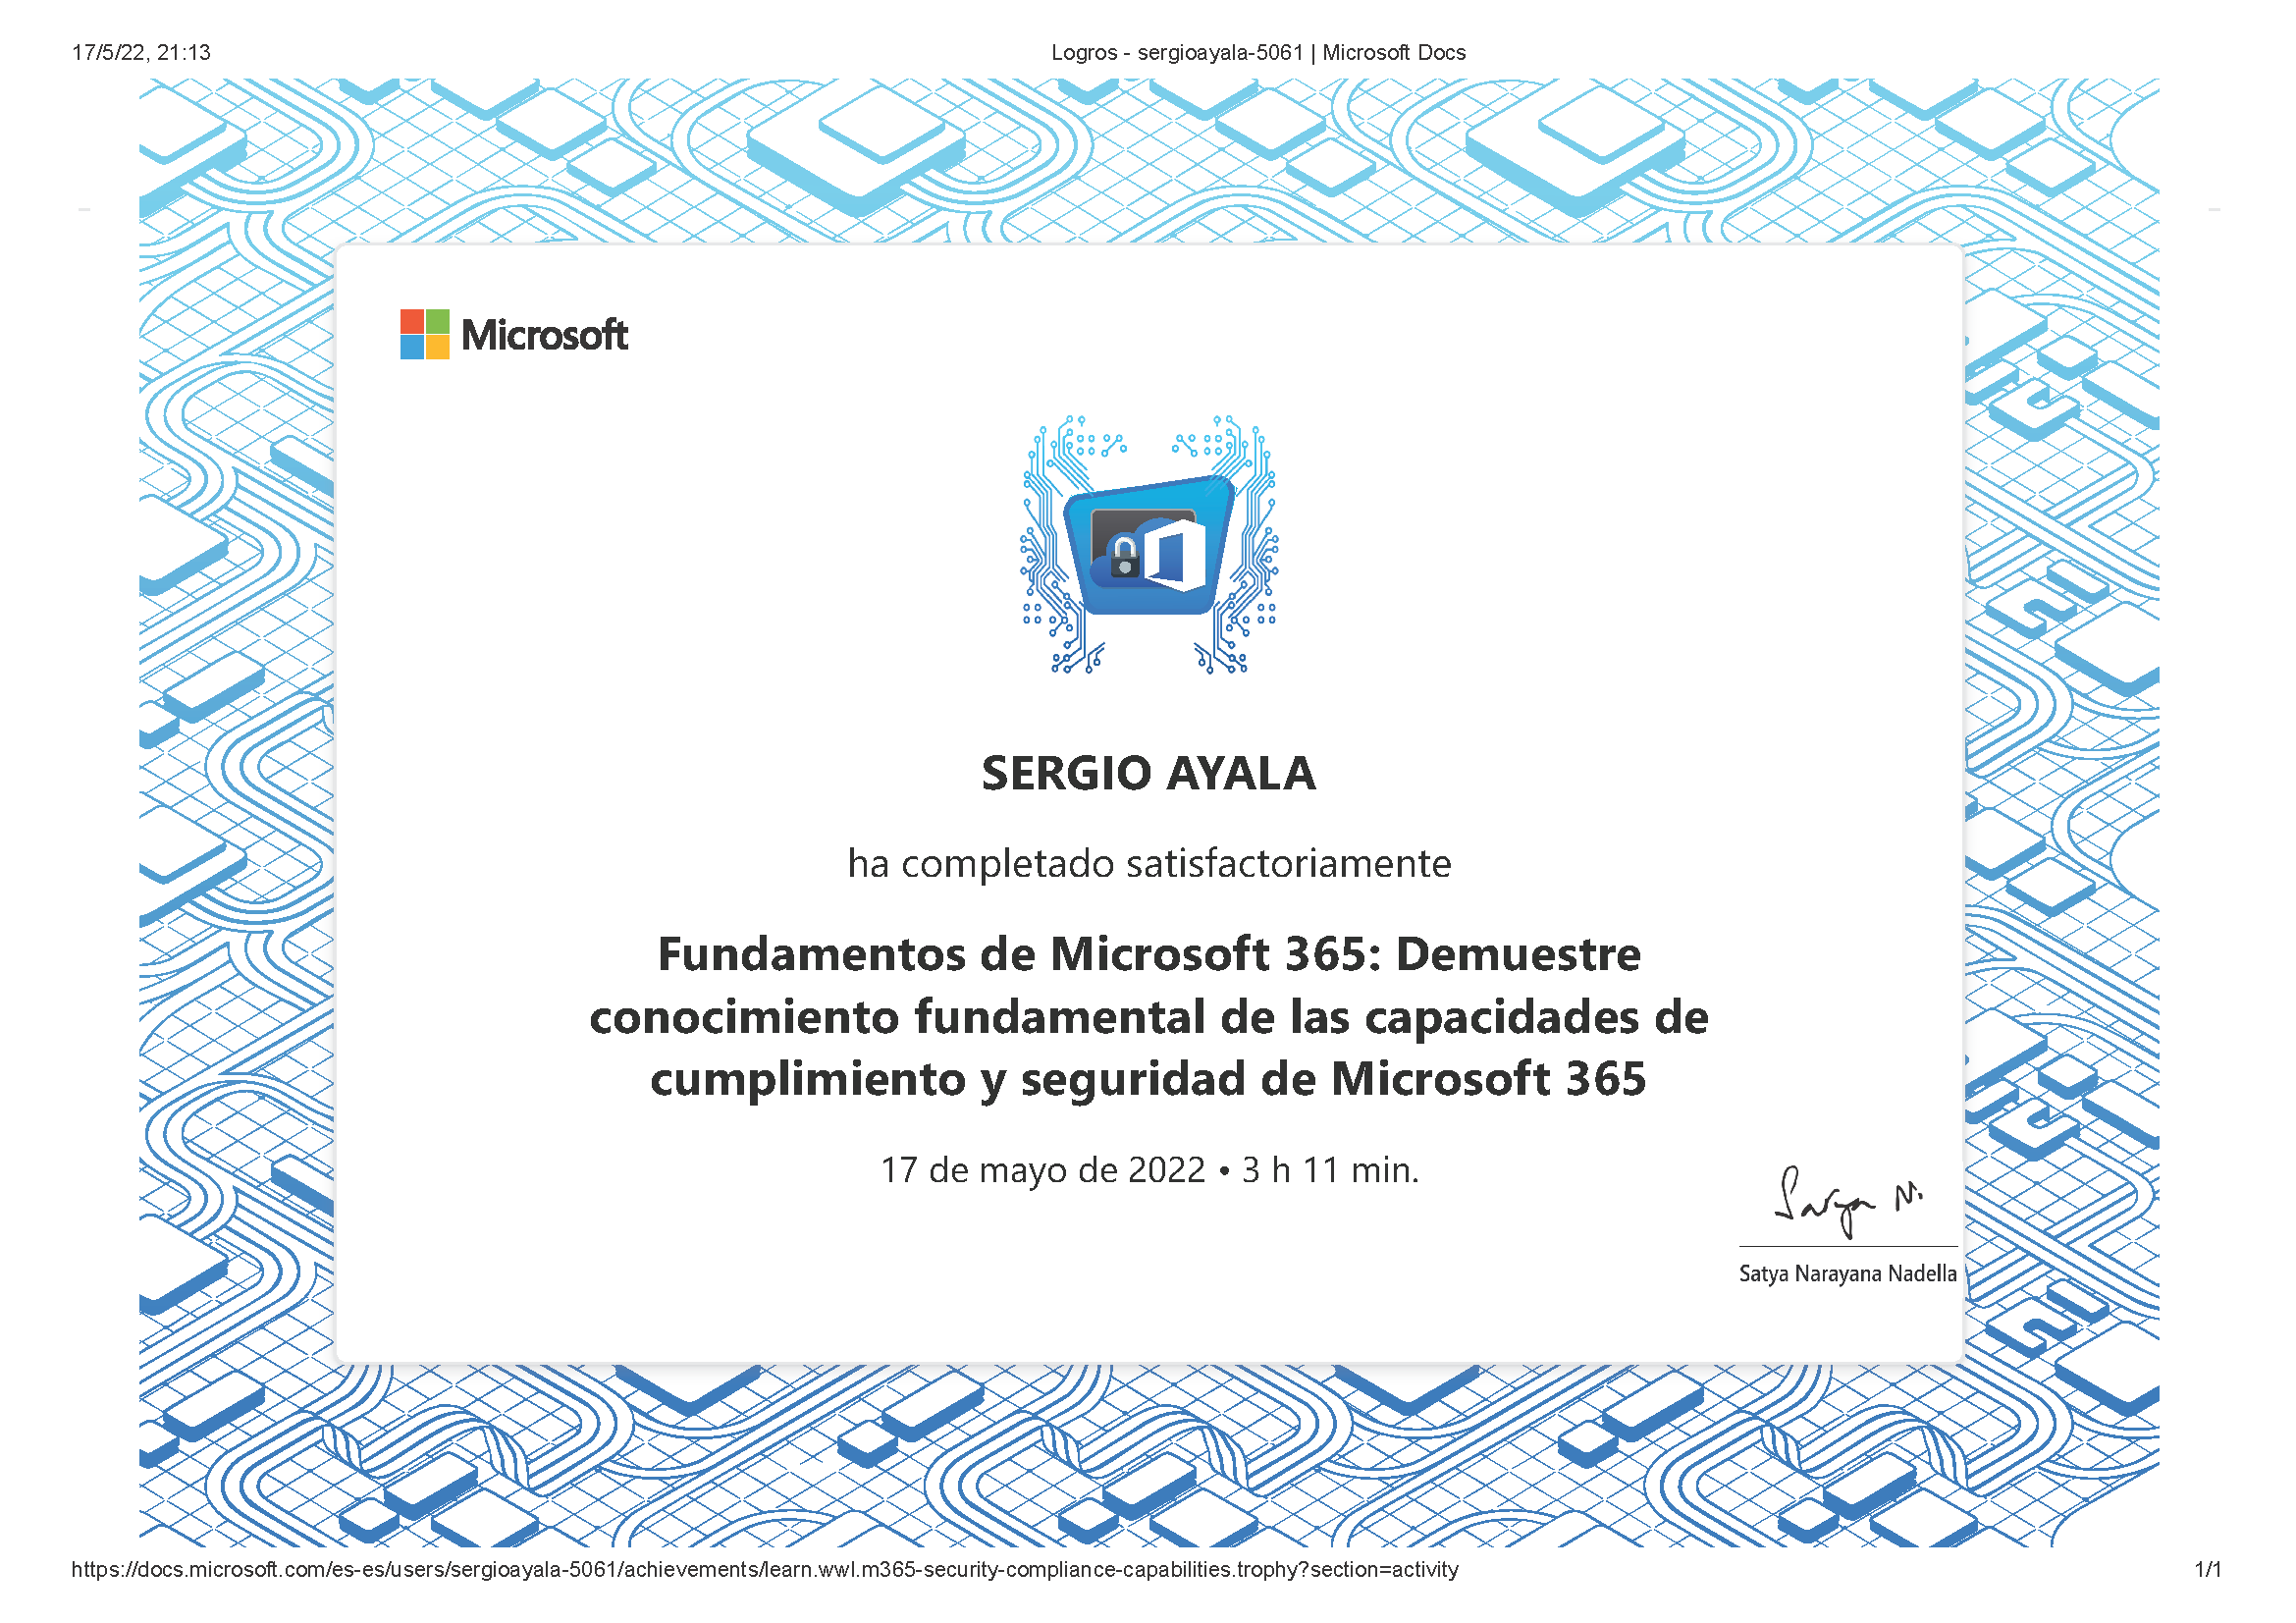 17/5/22, 21:13
Logros - sergioayala-5061 | Microsoft Docs
Microsoft
SERGIO AYALA
ha completado satisfactoriamente
Fundamentos de Microsoft 365: Demuestre
conocimiento fundamental de las capacidades de
cumplimiento y seguridad de Microsoft 365
17 de mayo de 2022 • 3 h 11 min.
Satya N.
Satya Narayana Nadella
https://docs.microsoft.com/es-es/users/sergioayala-5061/achievements/learn.wwl.m365-security-compliance-capabilities.trophy?section=activity
1/1